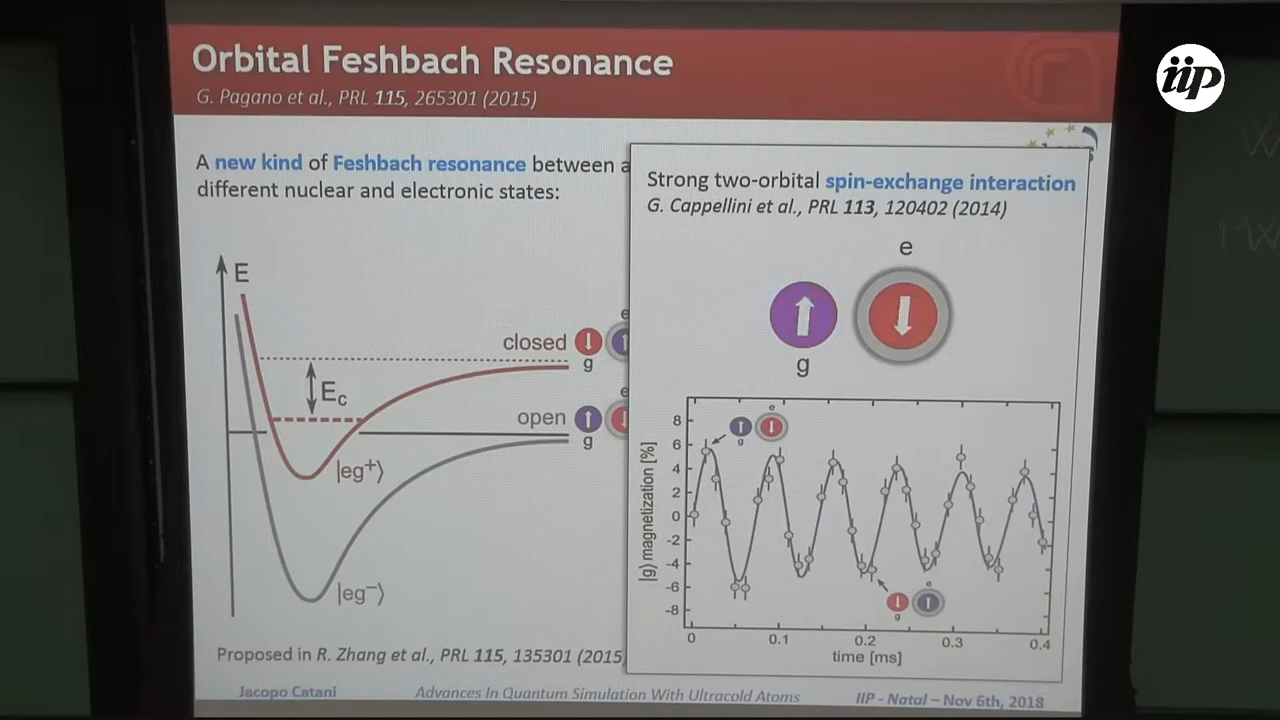 Orbital Feshbach Resonance
G. Pagano et al., PRL 115, 265301 (2015)
iip
A new kind of Feshbach resonance between a
different nuclear and electronic states:
E
closed
g
e
E_c
open
g
e
|eg⁺⟩
|eg⁻⟩
Proposed in R. Zhang et al., PRL 115, 135301 (2015
Strong two-orbital spin-exchange interaction
G. Cappellini et al., PRL 113, 120402 (2014)
e
g
|g⟩ magnetization [%]
8
6
4
2
0
-2
-4
-6
-8
e
g
e
g
0 0.1 0.2 0.3 0.4
time [ms]
Jacopo Catani Advances In Quantum Simulation With Ultracold Atoms IIP - Natal – Nov 6th, 2018